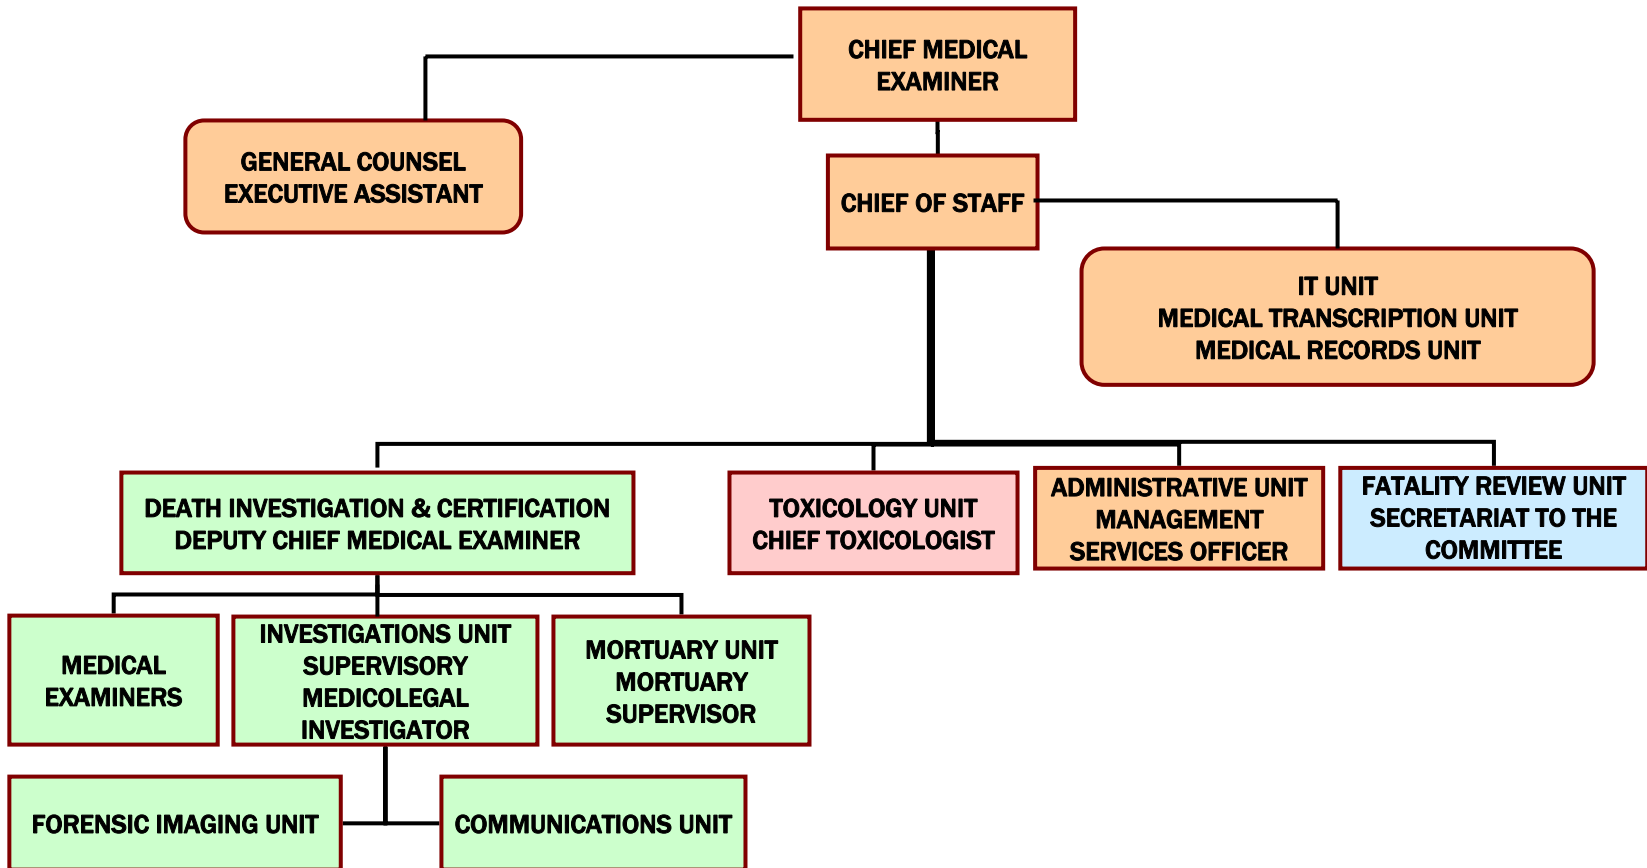 CHIEF MEDICAL
EXAMINER
GENERAL COUNSEL
EXECUTIVE ASSISTANT
CHIEF OF STAFF
IT UNIT
MEDICAL TRANSCRIPTION UNIT
MEDICAL RECORDS UNIT
DEATH INVESTIGATION & CERTIFICATION
DEPUTY CHIEF MEDICAL EXAMINER
TOXICOLOGY UNIT
CHIEF TOXICOLOGIST
ADMINISTRATIVE UNIT
MANAGEMENT
SERVICES OFFICER
FATALITY REVIEW UNIT
SECRETARIAT TO THE
COMMITTEE
MEDICAL
EXAMINERS
INVESTIGATIONS UNIT
SUPERVISORY
MEDICOLEGAL
INVESTIGATOR
MORTUARY UNIT
MORTUARY
SUPERVISOR
FORENSIC IMAGING UNIT
COMMUNICATIONS UNIT